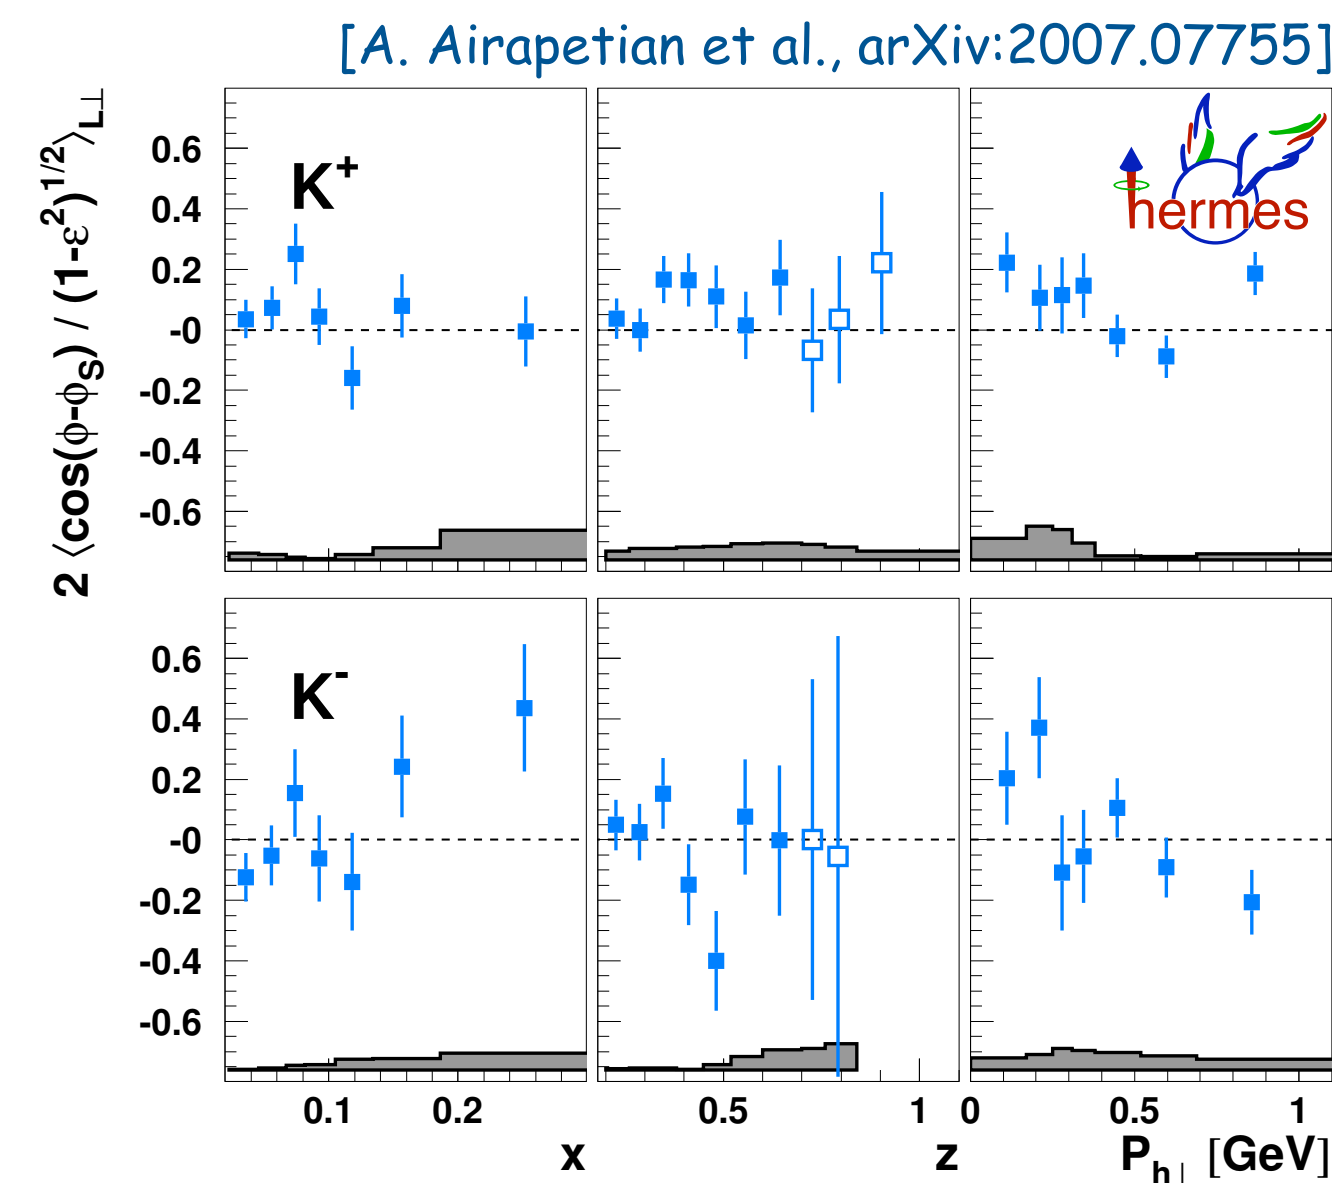 [A. Airapetian et al., arXiv:2007.07755]
2 ⟨cos(ϕ-ϕS) / (1-ε2)1/2⟩L⊥
K+
0.6
0.4
0.2
-0
-0.2
-0.4
-0.6
hermes
K-
0.6
0.4
0.2
-0
-0.2
-0.4
-0.6
0.1 0.2 0.5 1 0 0.5 1
x z Ph⊥ [GeV]